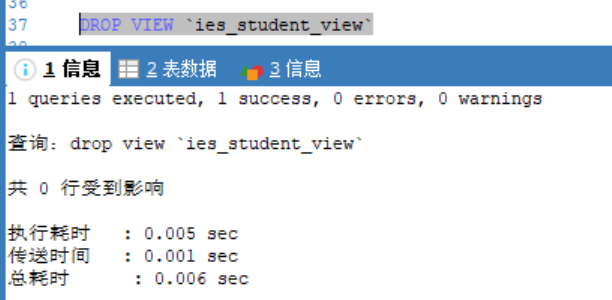 36
37 DROP VIEW `ies_student_view`
1 信息 2 表数据 3 信息
1 queries executed, 1 success, 0 errors, 0 warnings
查询: drop view `ies_student_view`
共 0 行受到影响
执行耗时 : 0.005 sec
传送时间 : 0.001 sec
总耗时 : 0.006 sec